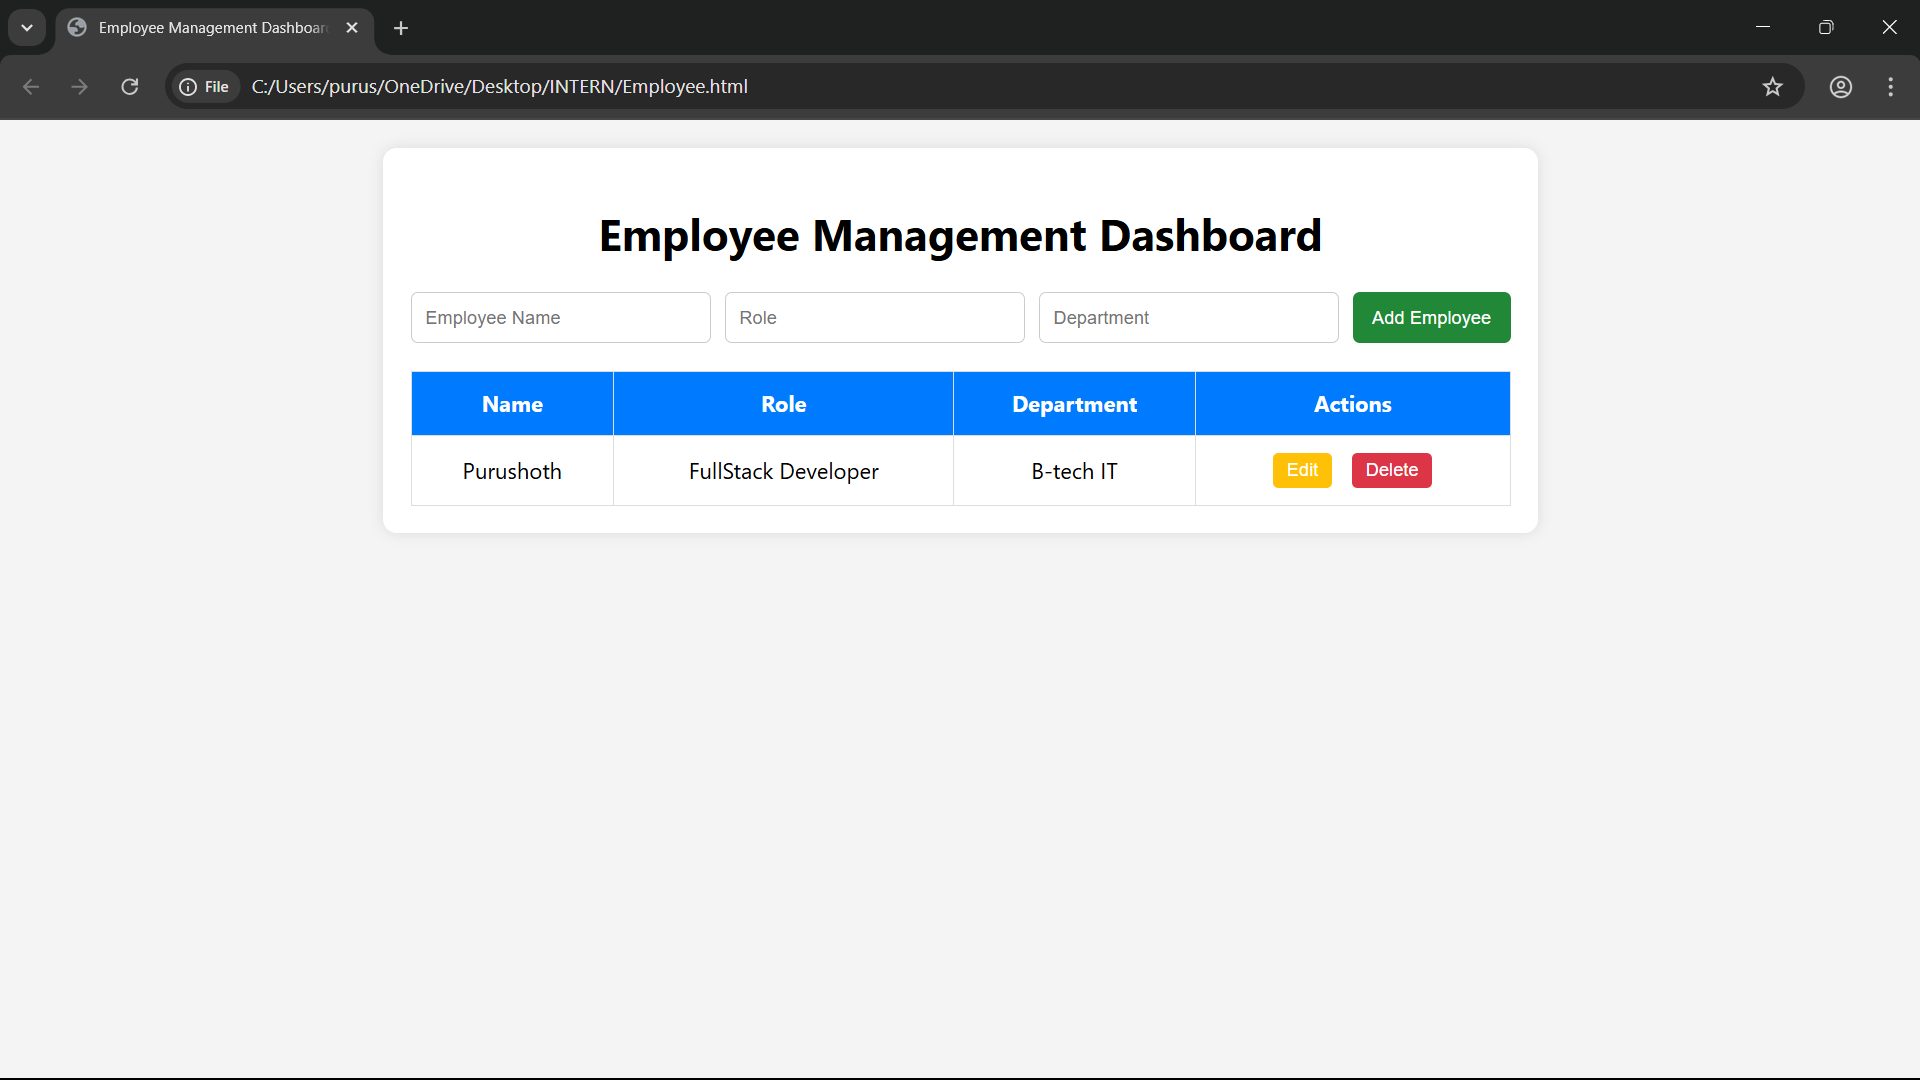 Employee Management Dashboar
File C:/Users/purus/OneDrive/Desktop/INTERN/Employee.html
Employee Management Dashboard
Employee Name Role Department Add Employee
Name Role Department Actions
Purushoth FullStack Developer B-tech IT Edit Delete